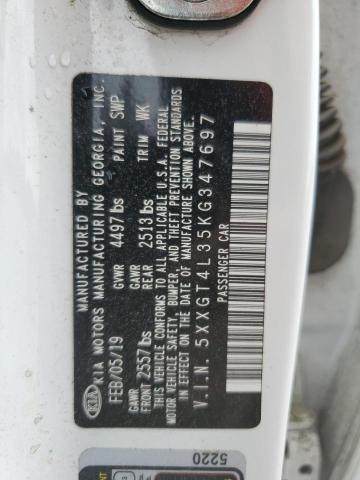 MANUFACTURED BY
KIA KIA MOTORS MANUFACTURING GEORGIA, INC.
FEB/05/19 GVWR 4497 lbs PAINT SWP
GAWR FRONT 2557 lbs GAWR REAR 2513 lbs TRIM WK
THIS VEHICLE CONFORMS TO ALL APPLICABLE U.S.A. FEDERAL
MOTOR VEHICLE SAFETY, BUMPER, AND THEFT PREVENTION STANDARDS
IN EFFECT ON THE DATE OF MANUFACTURE SHOWN ABOVE.
V.I.N. 5XXGT4L35KG347697
PASSENGER CAR
5220